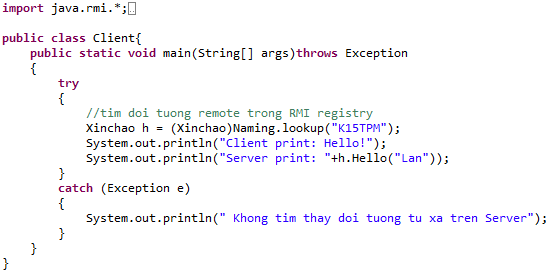 import java.rmi.*;
public class Client{
    public static void main(String[] args)throws Exception
    {
        try
        {
            //tim doi tuong remote trong RMI registry
            Xinchao h = (Xinchao)Naming.lookup("K15TPM");
            System.out.println("Client print: Hello!");
            System.out.println("Server print: "+h.Hello("Lan"));
        }
        catch (Exception e)
        {
            System.out.println(" Khong tim thay doi tuong tu xa tren Server");
        }
    }
}